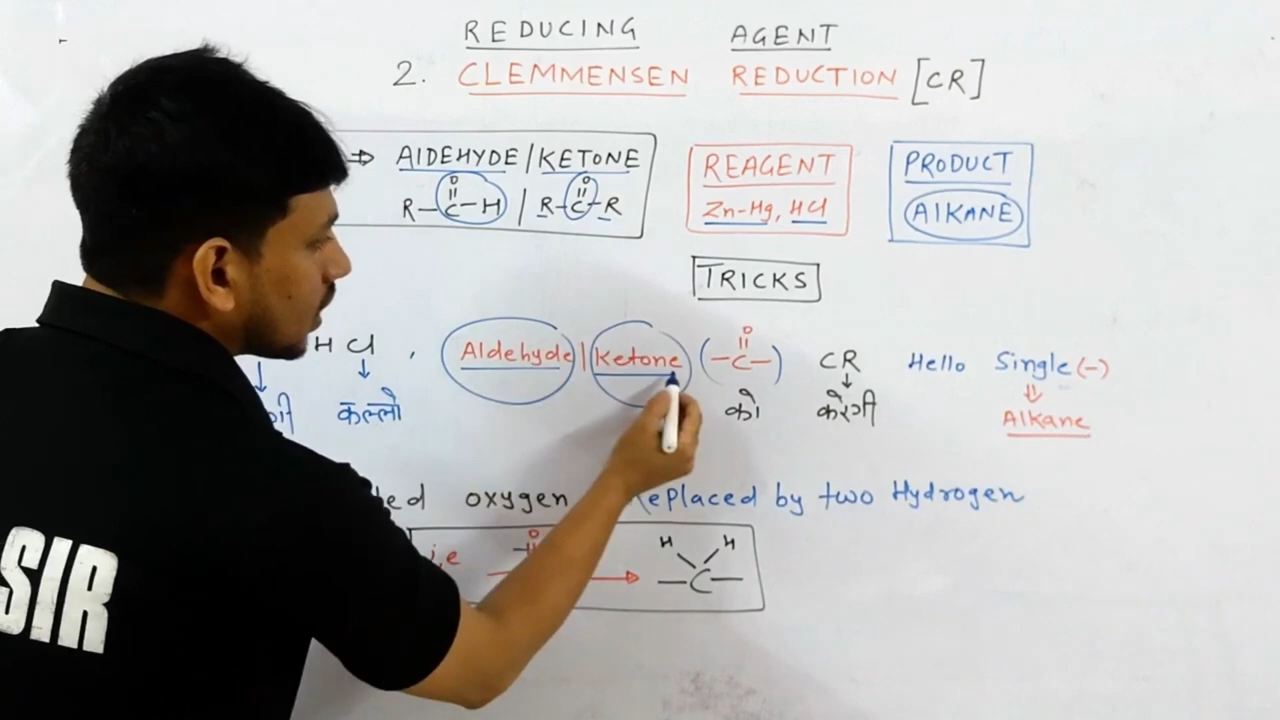 REDUCING AGENT
2. CLEMMENSEN REDUCTION [CR]
⇒ AlDEHYDE / KETONE
O O
R–C–H / R–C–R
REAGENT
Zn–Hg, HCl
PRODUCT
AlKANE
TRICKS
O
H Cl , Aldehyde / Ketone (–C–) CR Hello Single (–)
कल्लो को करेगी Alkane
oxygen Replaced by two Hydrogen
i,e O H H
C
SIR